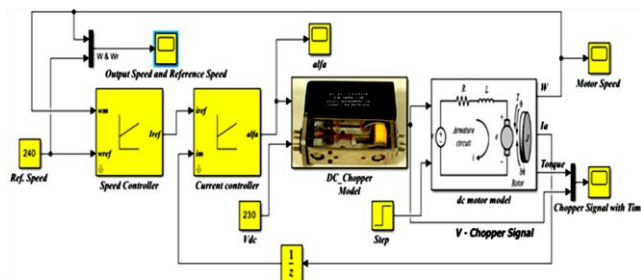 W & Wr
Output Speed and Reference Speed
alfa
Motor Speed
W
wm
wref
Iref
iref
im
alfa
240
Ref. Speed
Speed Controller
Current controller
DC_Chopper
Model
R
L
Armature
circuit
i
T
Rotor
dc motor model
Ia
Torque
230
Vdc
Step
V - Chopper Signal
Chopper Signal with Tim
1
z